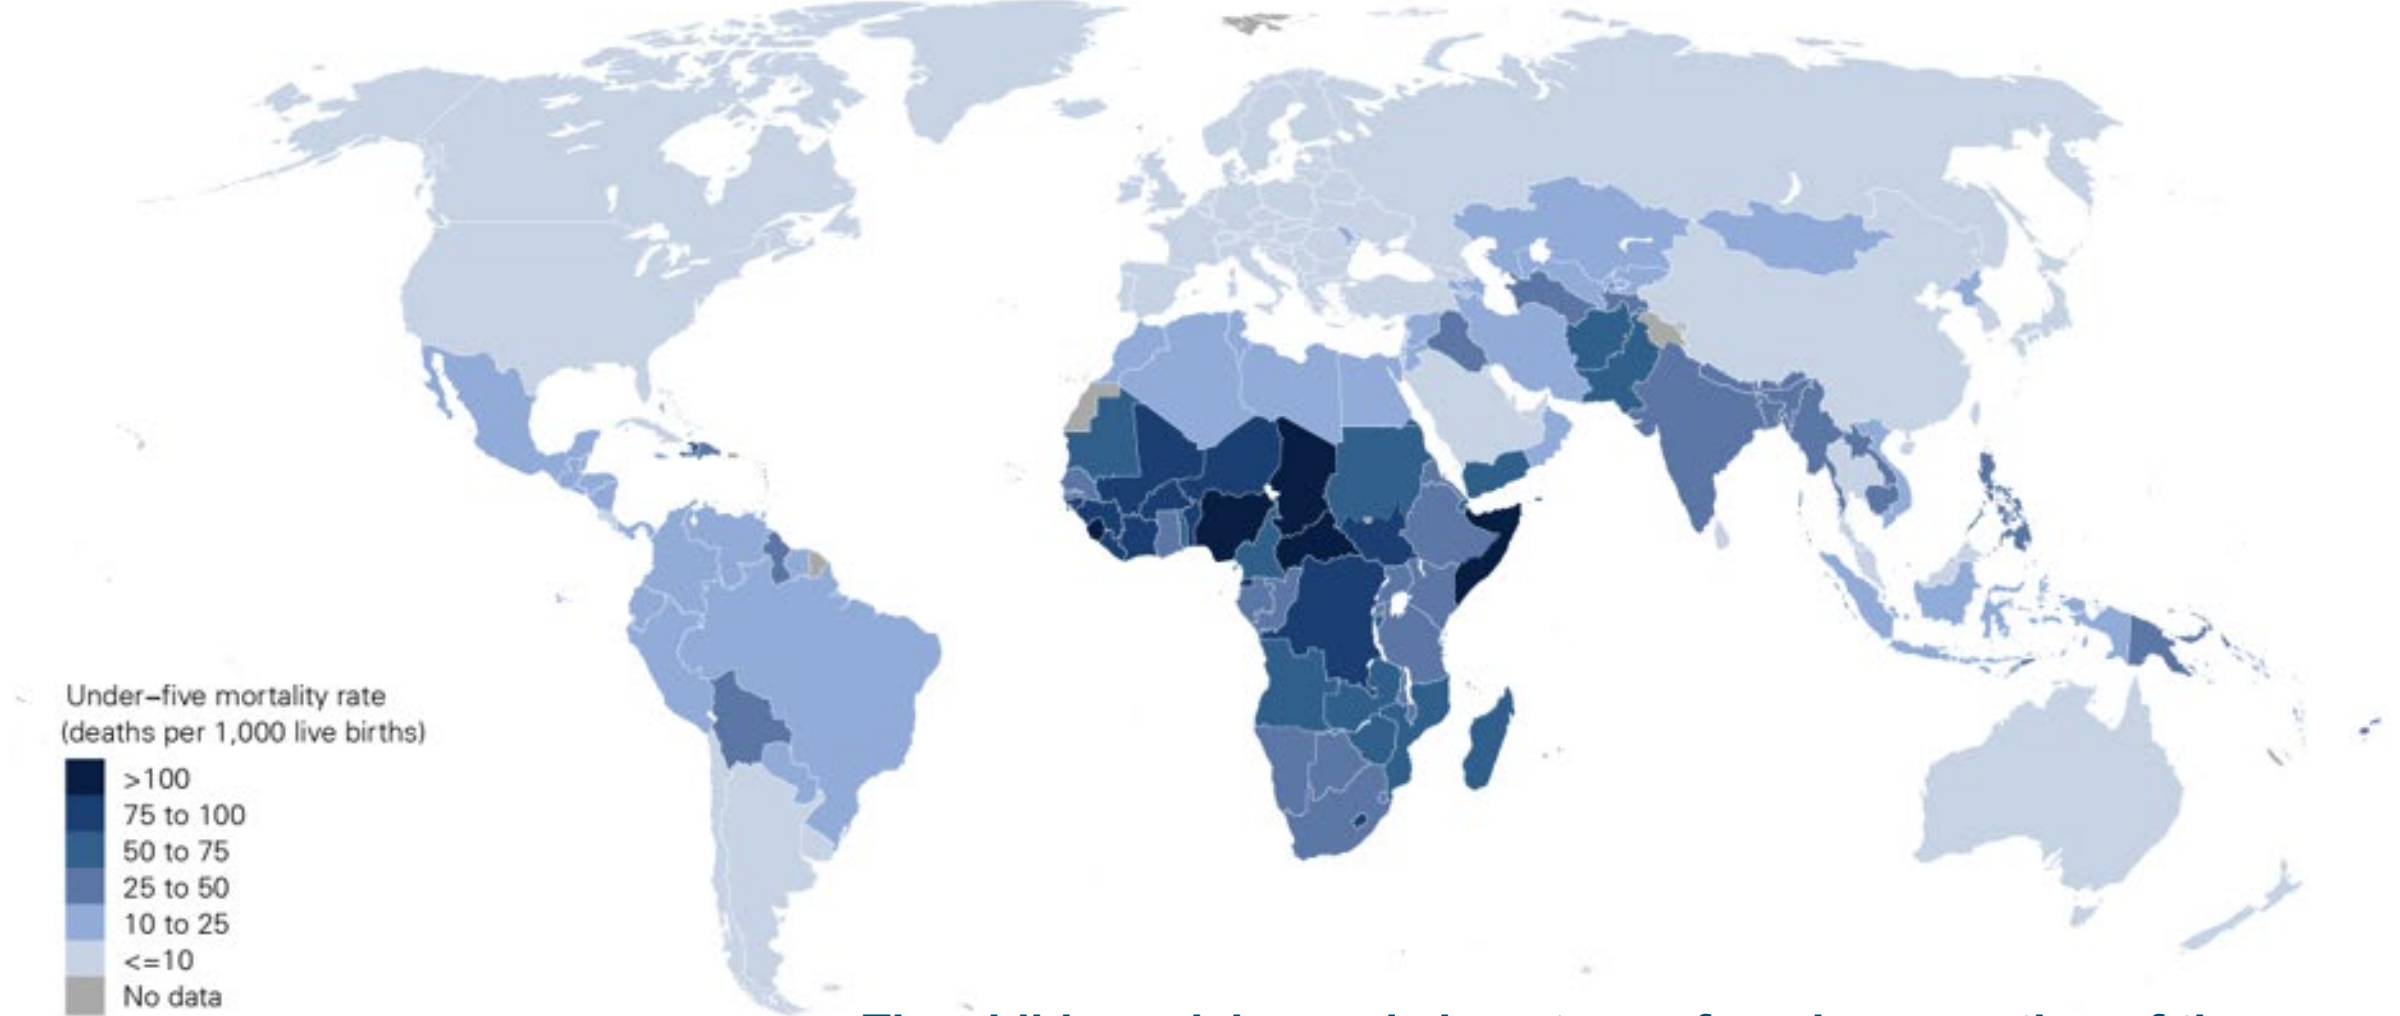 Under–five mortality rate
(deaths per 1,000 live births)
>100
75 to 100
50 to 75
25 to 50
10 to 25
<=10
No data